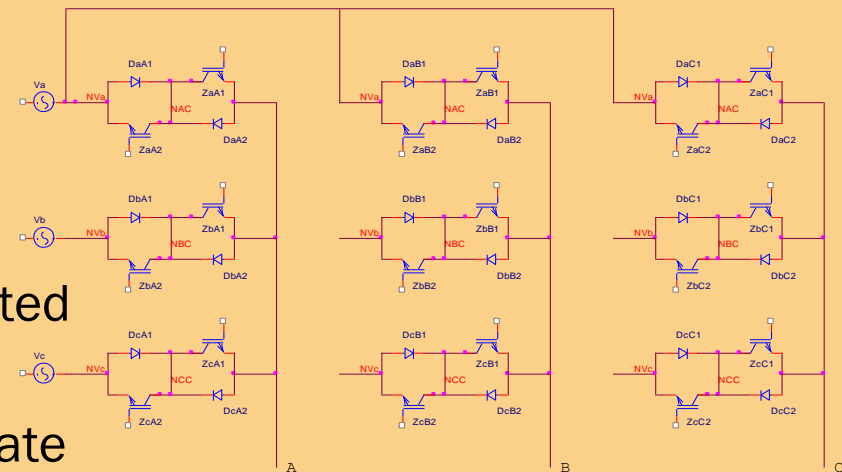 DaA1
Va
NVa
ZaA1
NAC
DaA2
ZaA2
DaB1
NVa
ZaB1
NAC
DaB2
ZaB2
DaC1
NVa
ZaC1
NAC
DaC2
ZaC2
DbA1
Vb
NVb
ZbA1
NBC
DbA2
ZbA2
DbB1
NVb
ZbB1
NBC
DbB2
ZbB2
DbC1
NVb
ZbC1
NBC
DbC2
ZbC2
ted
DcA1
Vc
NVc
ZcA1
NCC
DcA2
ZcA2
DcB1
NVc
ZcB1
NCC
DcB2
ZcB2
DcC1
NVc
ZcC1
NCC
DcC2
ZcC2
ate
A
B
C